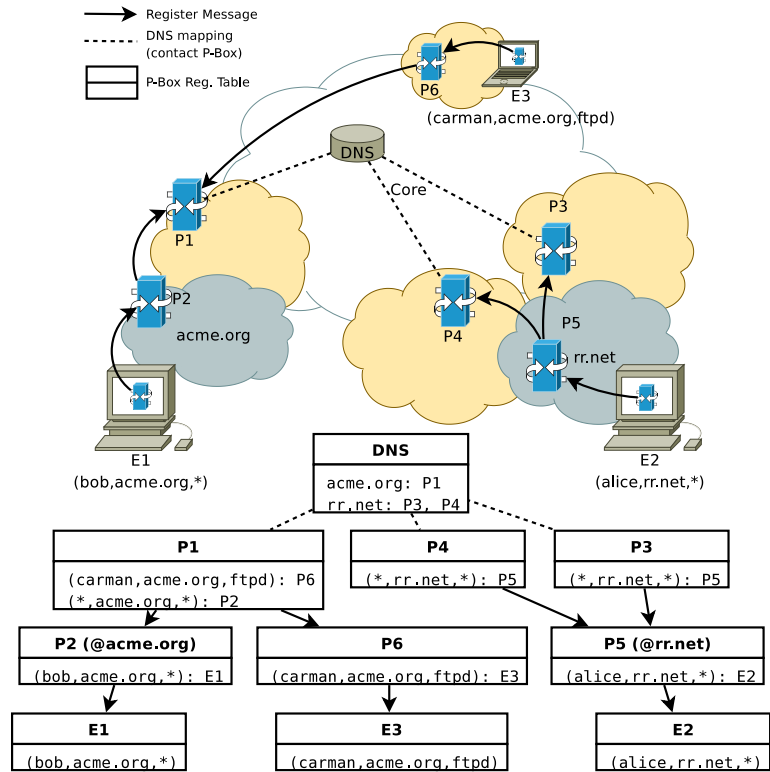 Register Message
DNS mapping
(contact P-Box)
P-Box Reg. Table
P6
E3
(carman,acme.org,ftpd)
DNS
Core
P1
P3
P2
acme.org
P4
P5
rr.net
E1
(bob,acme.org,*)
E2
(alice,rr.net,*)
DNS
acme.org: P1
rr.net: P3, P4
P1
(carman,acme.org,ftpd): P6
(*,acme.org,*): P2
P4
(*,rr.net,*): P5
P3
(*,rr.net,*): P5
P2 (@acme.org)
(bob,acme.org,*): E1
P6
(carman,acme.org,ftpd): E3
P5 (@rr.net)
(alice,rr.net,*): E2
E1
(bob,acme.org,*)
E3
(carman,acme.org,ftpd)
E2
(alice,rr.net,*)